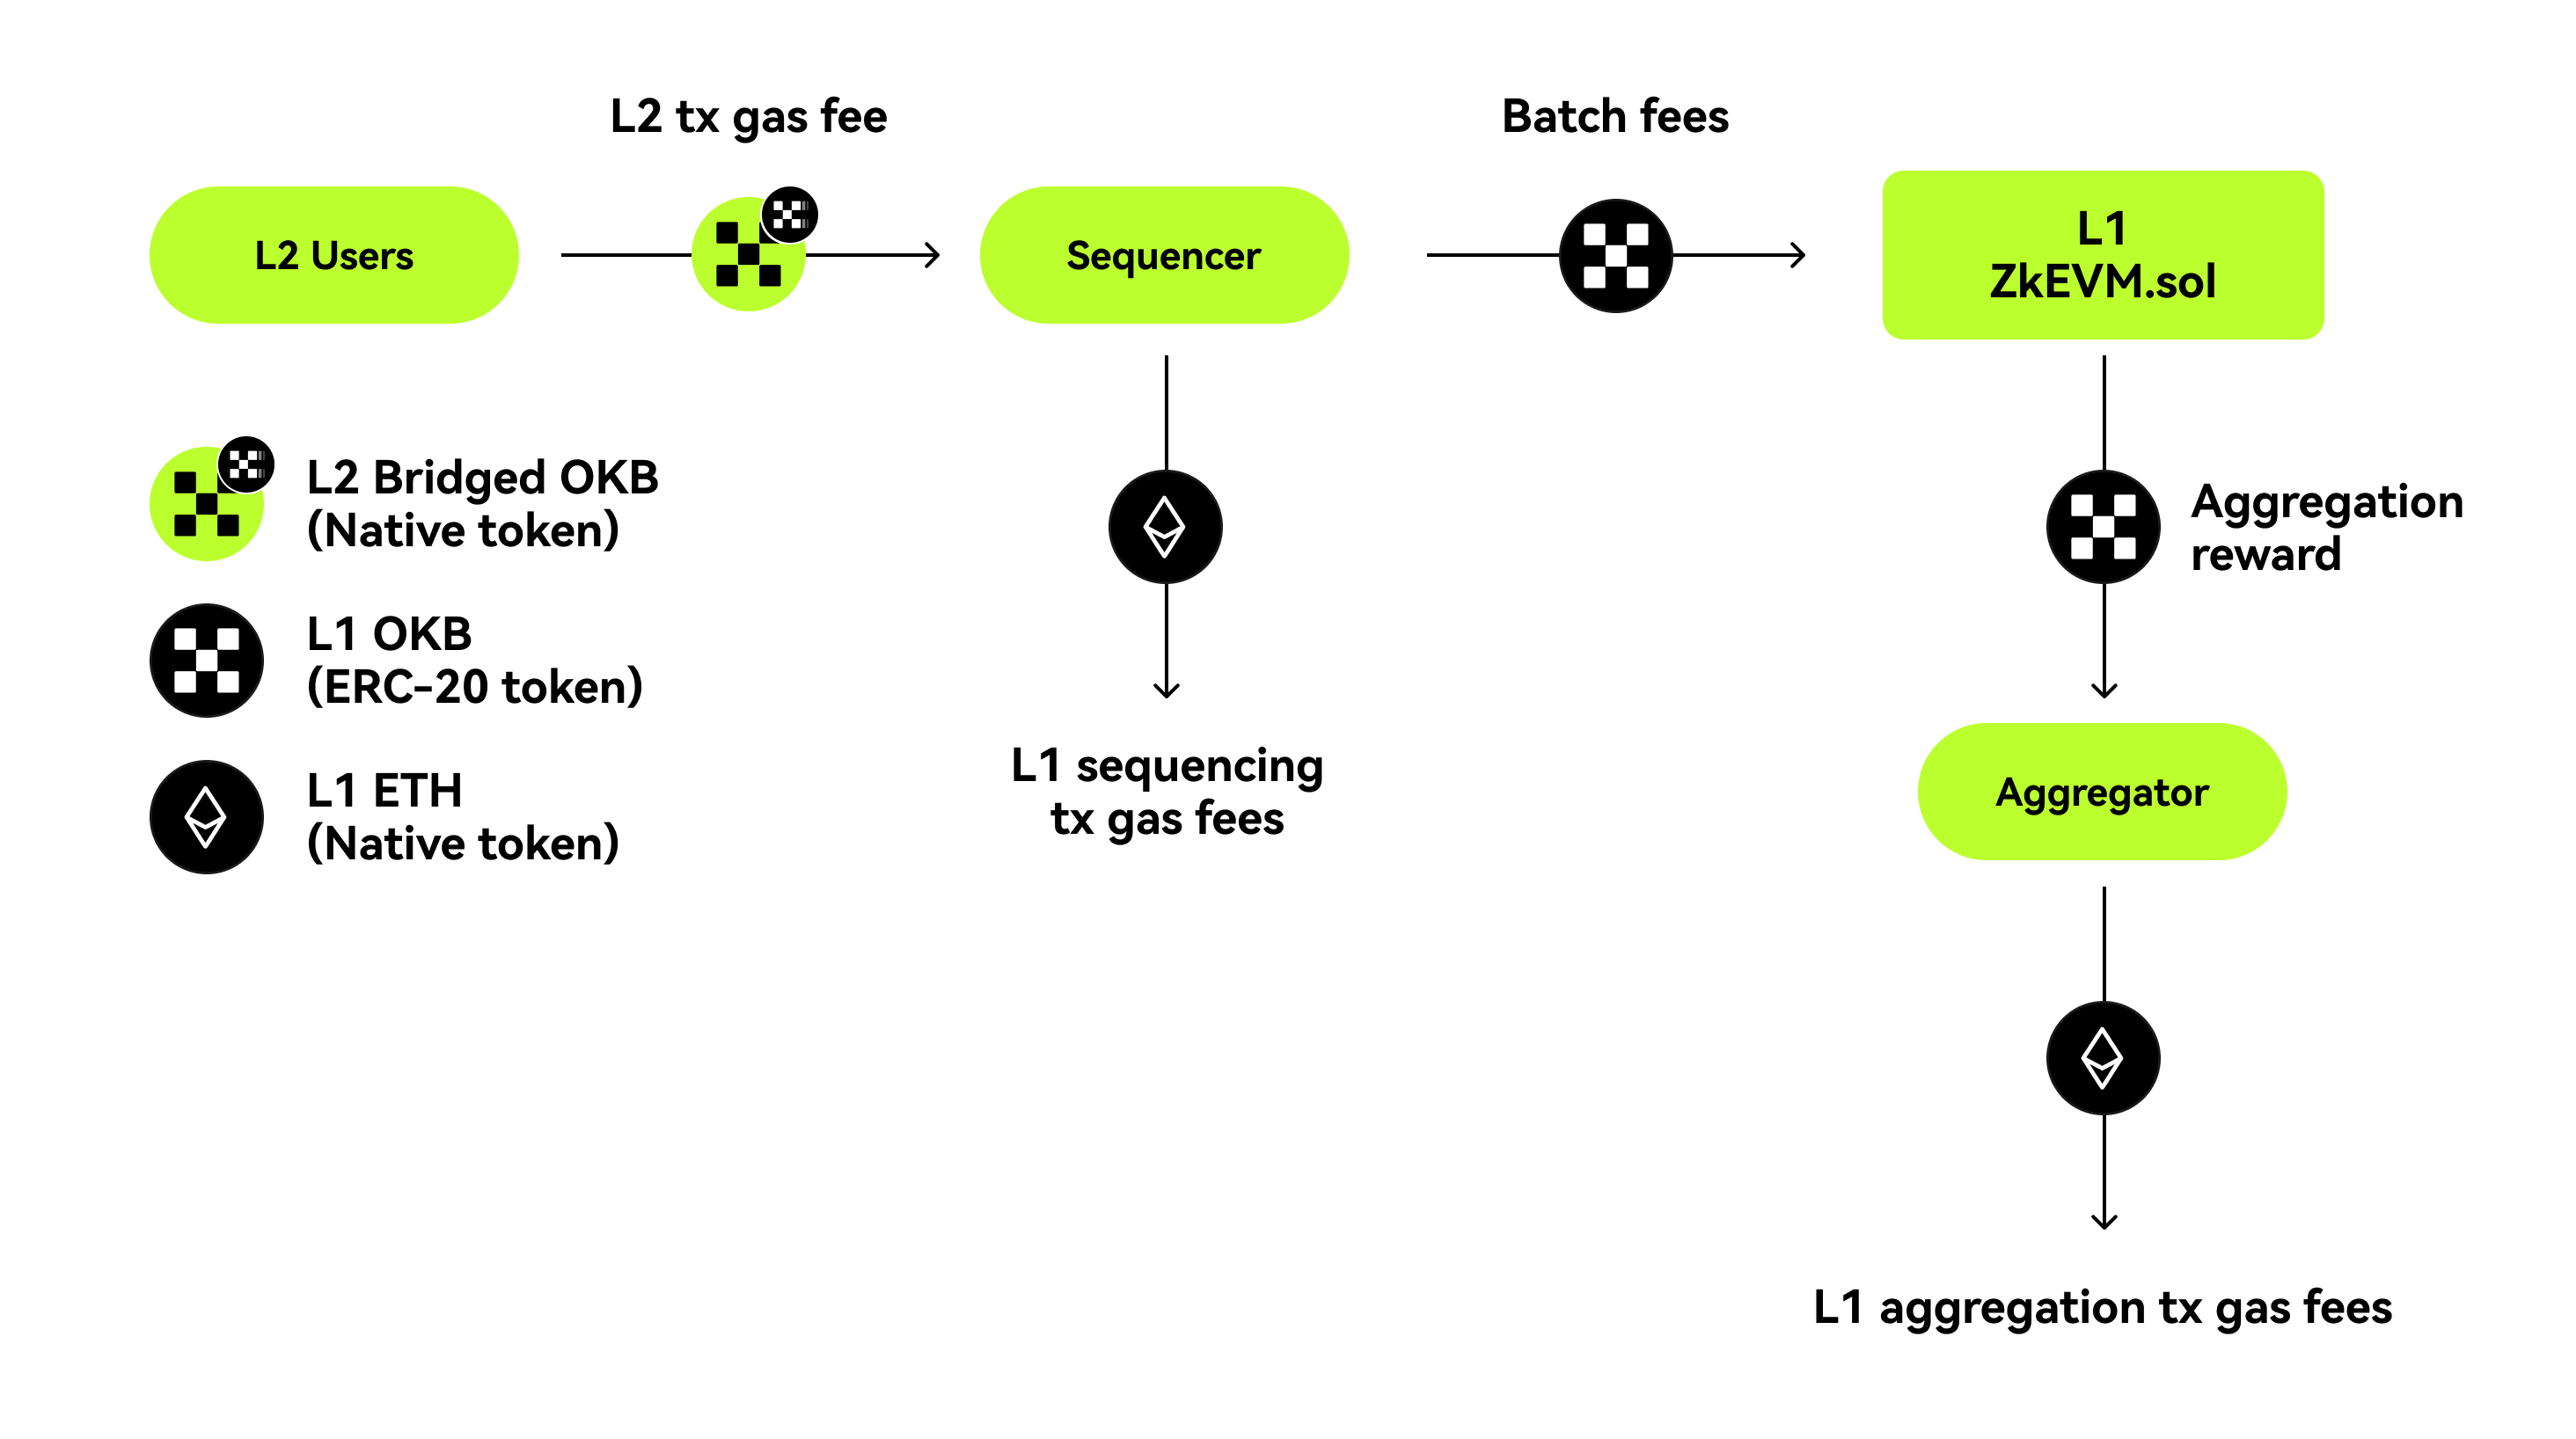 L2 tx gas fee
Batch fees
L2 Users
Sequencer
L1
ZkEVM.sol
L2 Bridged OKB
(Native token)
L1 OKB
(ERC-20 token)
L1 ETH
(Native token)
Aggregation
reward
L1 sequencing
tx gas fees
Aggregator
L1 aggregation tx gas fees